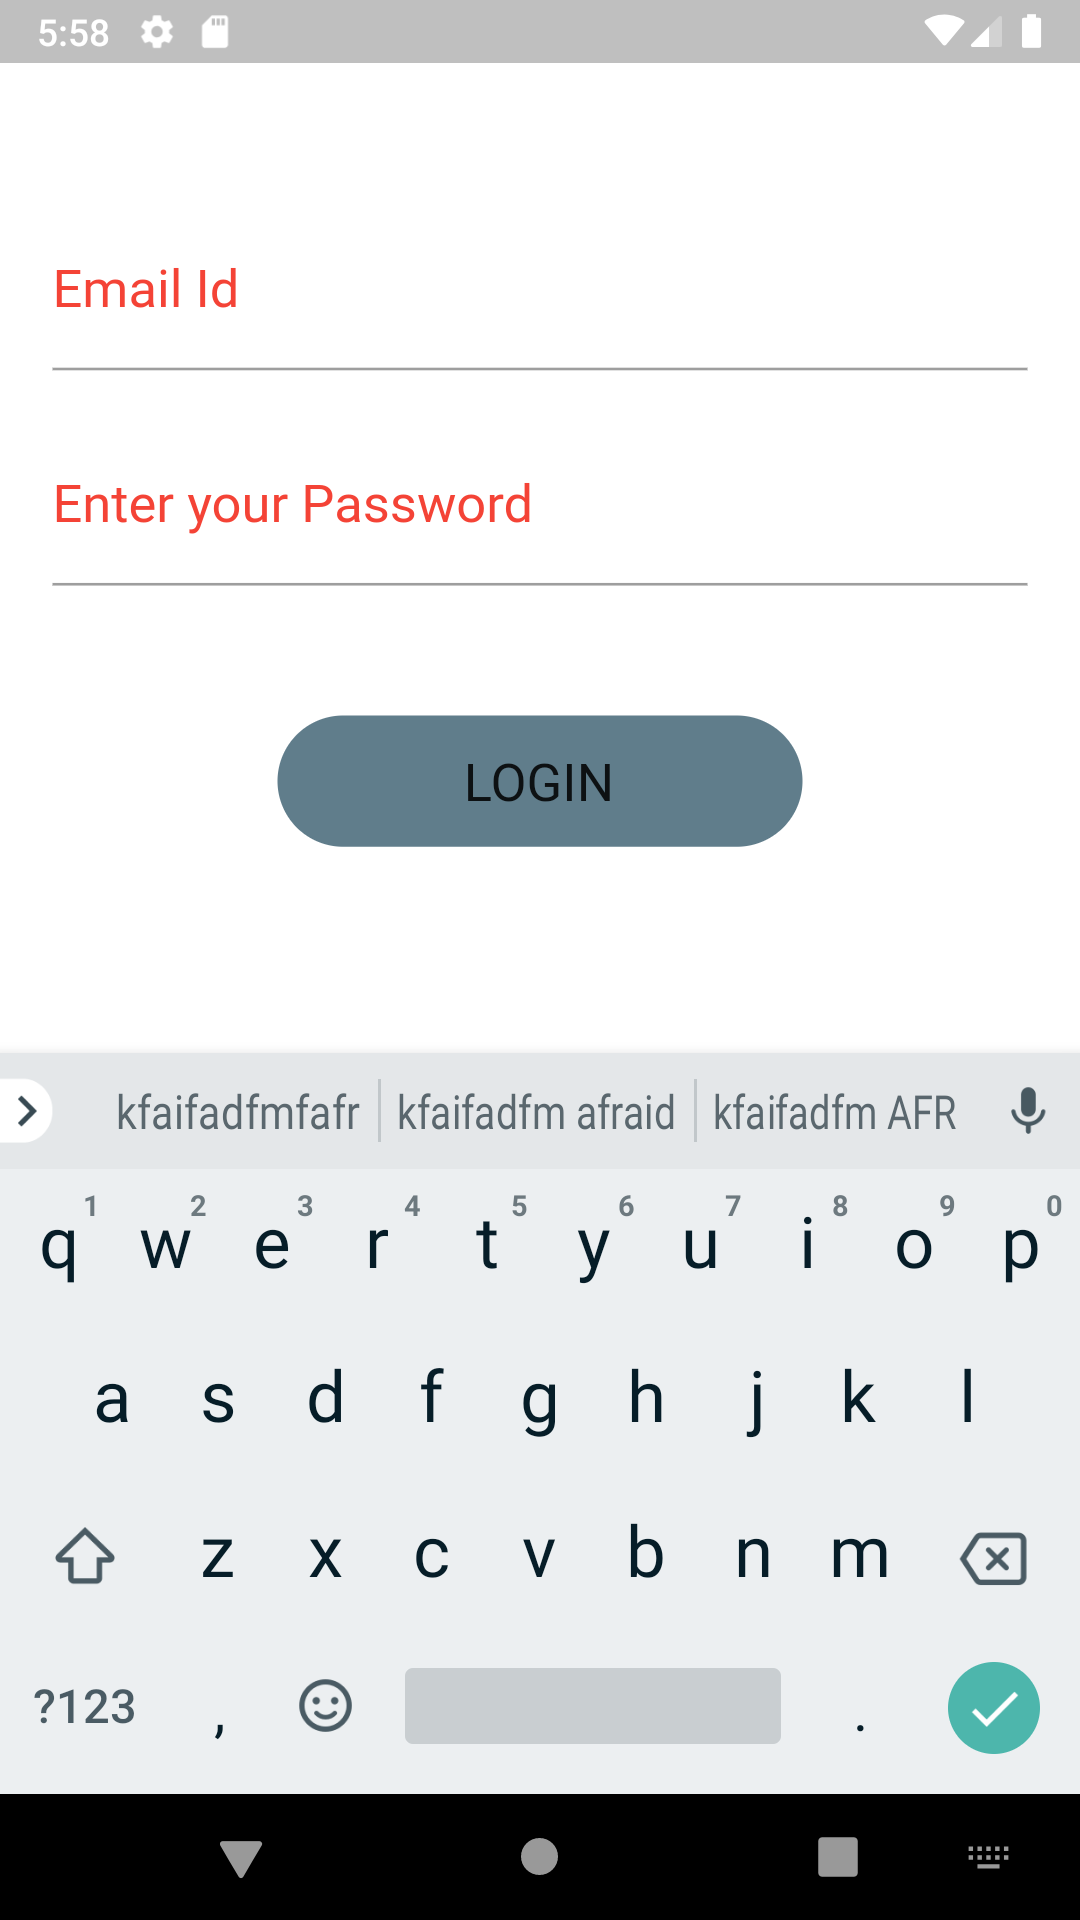 5:58
Email Id
Enter your Password
LOGIN
kfaifadfmfafr kfaifadfm afraid kfaifadfm AFR
1 2 3 4 5 6 7 8 9 0
q w e r t y u i o p
a s d f g h j k l
z x c v b n m
?123 , .